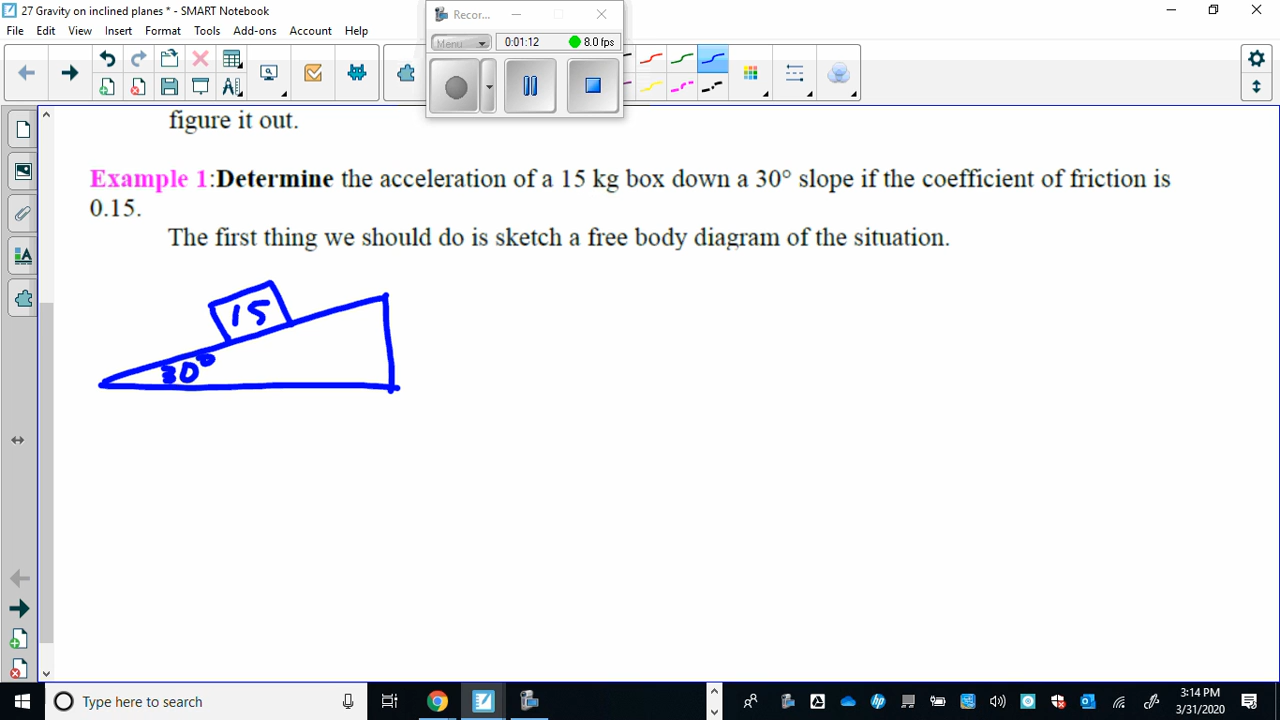 27 Gravity on inclined planes * - SMART Notebook
Recor...
File Edit View Insert Format Tools Add-ons Account Help
Menu 0:01:12 8.0 fps
figure it out.
Example 1:Determine the acceleration of a 15 kg box down a 30° slope if the coefficient of friction is
0.15.
The first thing we should do is sketch a free body diagram of the situation.
15
30°
Type here to search
3:14 PM
3/31/2020